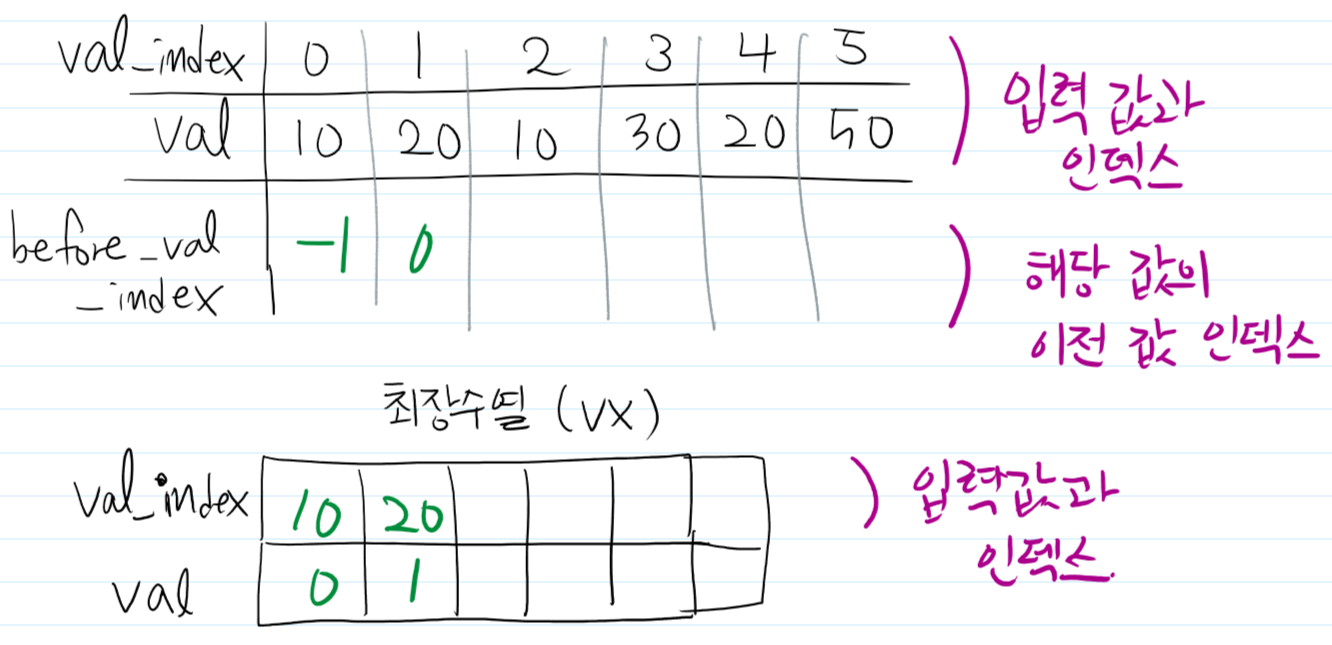 val_index 0 1 2 3 4 5
val 10 20 10 30 20 50
입력 값과
인덱스
before_val
_index -1 0
해당 값의
이전 값 인덱스
최장수열 (VX)
val_index 10 20
val 0 1
입력값과
인덱스.